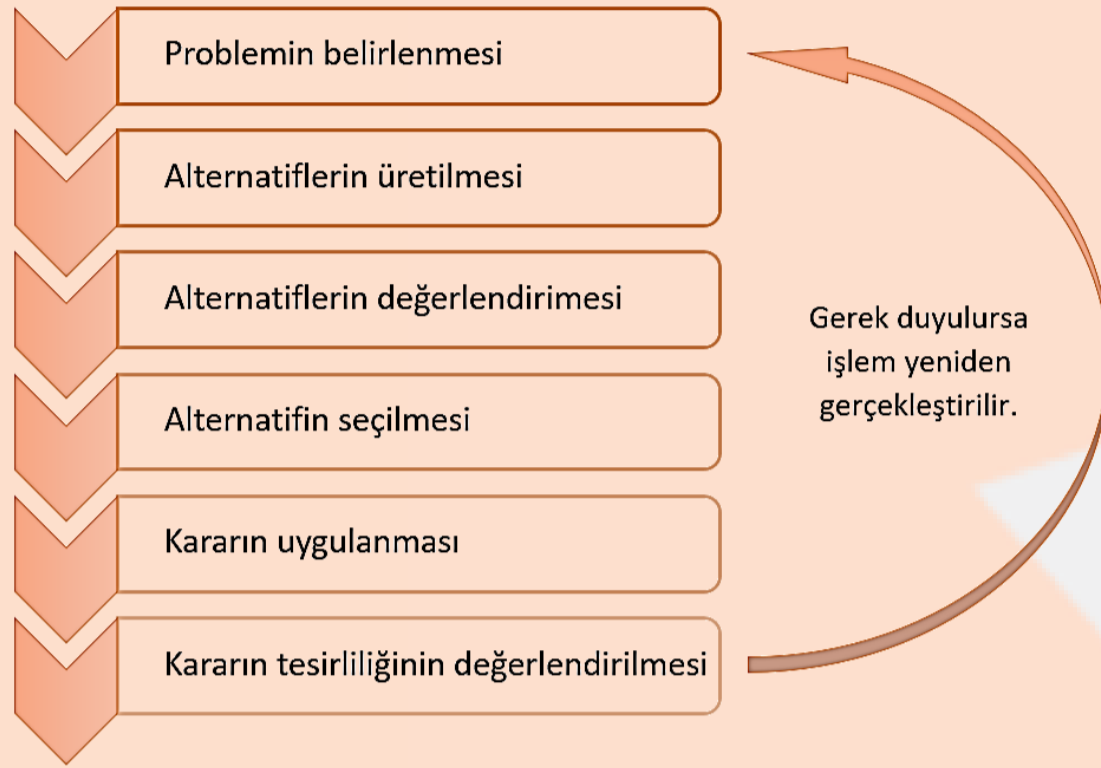 Problemin belirlenmesi
Alternatiflerin üretilmesi
Alternatiflerin değerlendirimesi
Alternatifin seçilmesi
Kararın uygulanması
Kararın tesirliliğinin değerlendirilmesi
Gerek duyulursa
işlem yeniden
gerçekleştirilir.